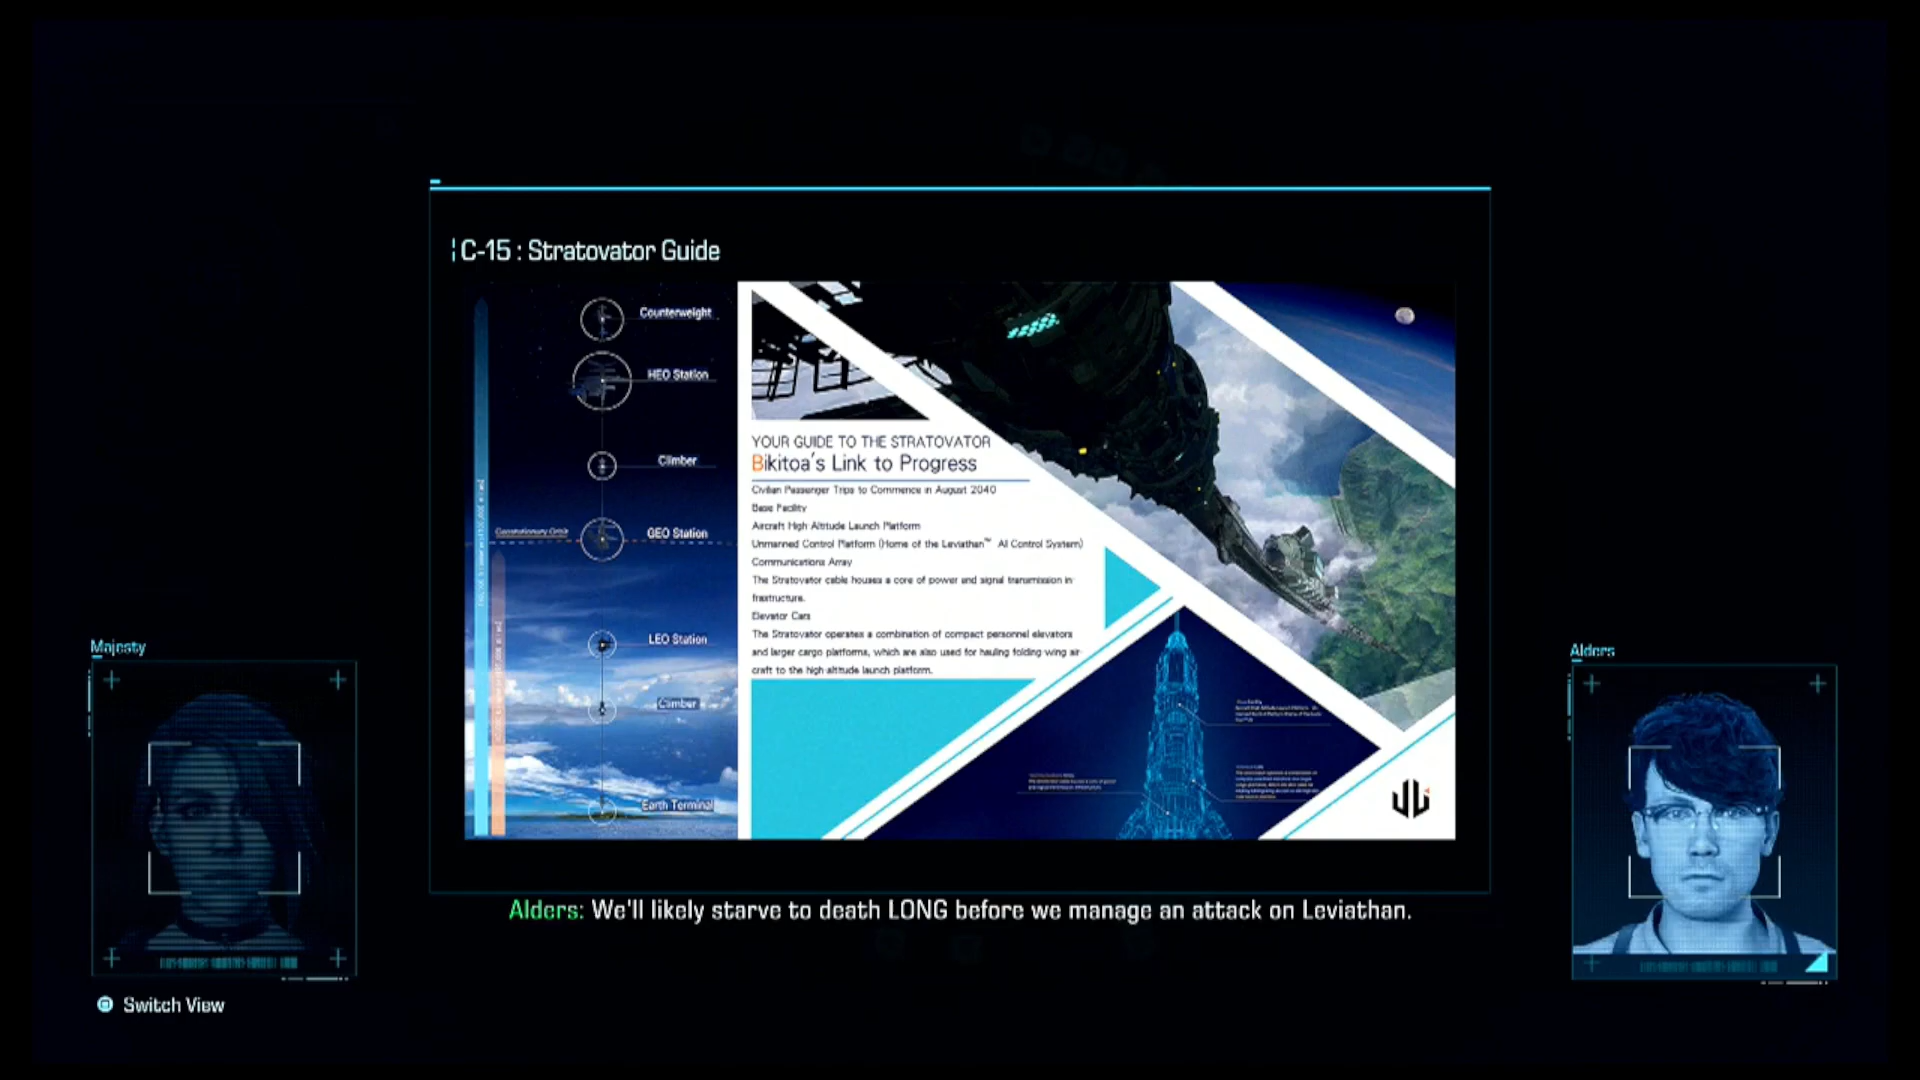 C-15 : Stratovator Guide
Counterweight
HEO Station
Climber
Geostationary Orbit
GEO Station
LEO Station
Climber
Earth Terminal
YOUR GUIDE TO THE STRATOVATOR
Bikitoa's Link to Progress
Civilian Passenger Trips to Commence in August 2040
Base Facility
Aircraft High Altitude Launch Platform
Unmanned Control Platform (Home of the Leviathan™ AI Control System)
Communications Array
The Stratovator cable houses a core of power and signal transmission in-
frastructure.
Elevator Cars
The Stratovator operates a combination of compact personnel elevators
and larger cargo platforms, which are also used for hauling folding wing air-
craft to the high altitude launch platform.
Majesty
Alders
Alders: We'll likely starve to death LONG before we manage an attack on Leviathan.
Switch View